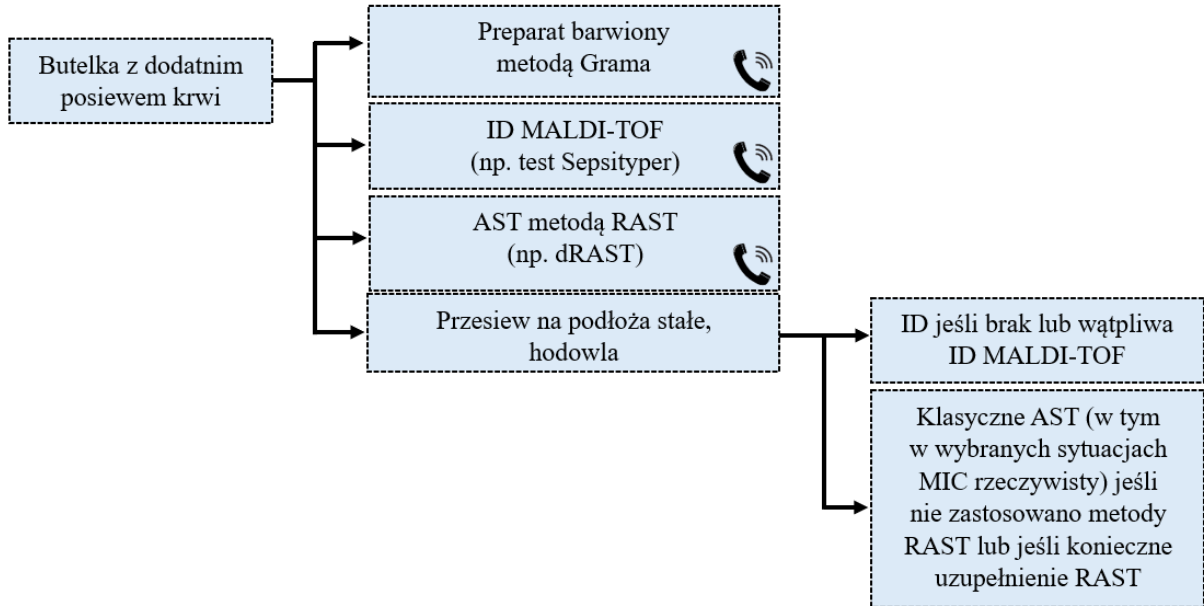 Butelka z dodatnim
posiewem krwi
Preparat barwiony
metodą Grama
ID MALDI-TOF
(np. test Sepsityper)
AST metodą RAST
(np. dRAST)
Przesiew na podłoża stałe,
hodowla
ID jeśli brak lub wątpliwa
ID MALDI-TOF
Klasyczne AST (w tym
w wybranych sytuacjach
MIC rzeczywisty) jeśli
nie zastosowano metody
RAST lub jeśli konieczne
uzupełnienie RAST